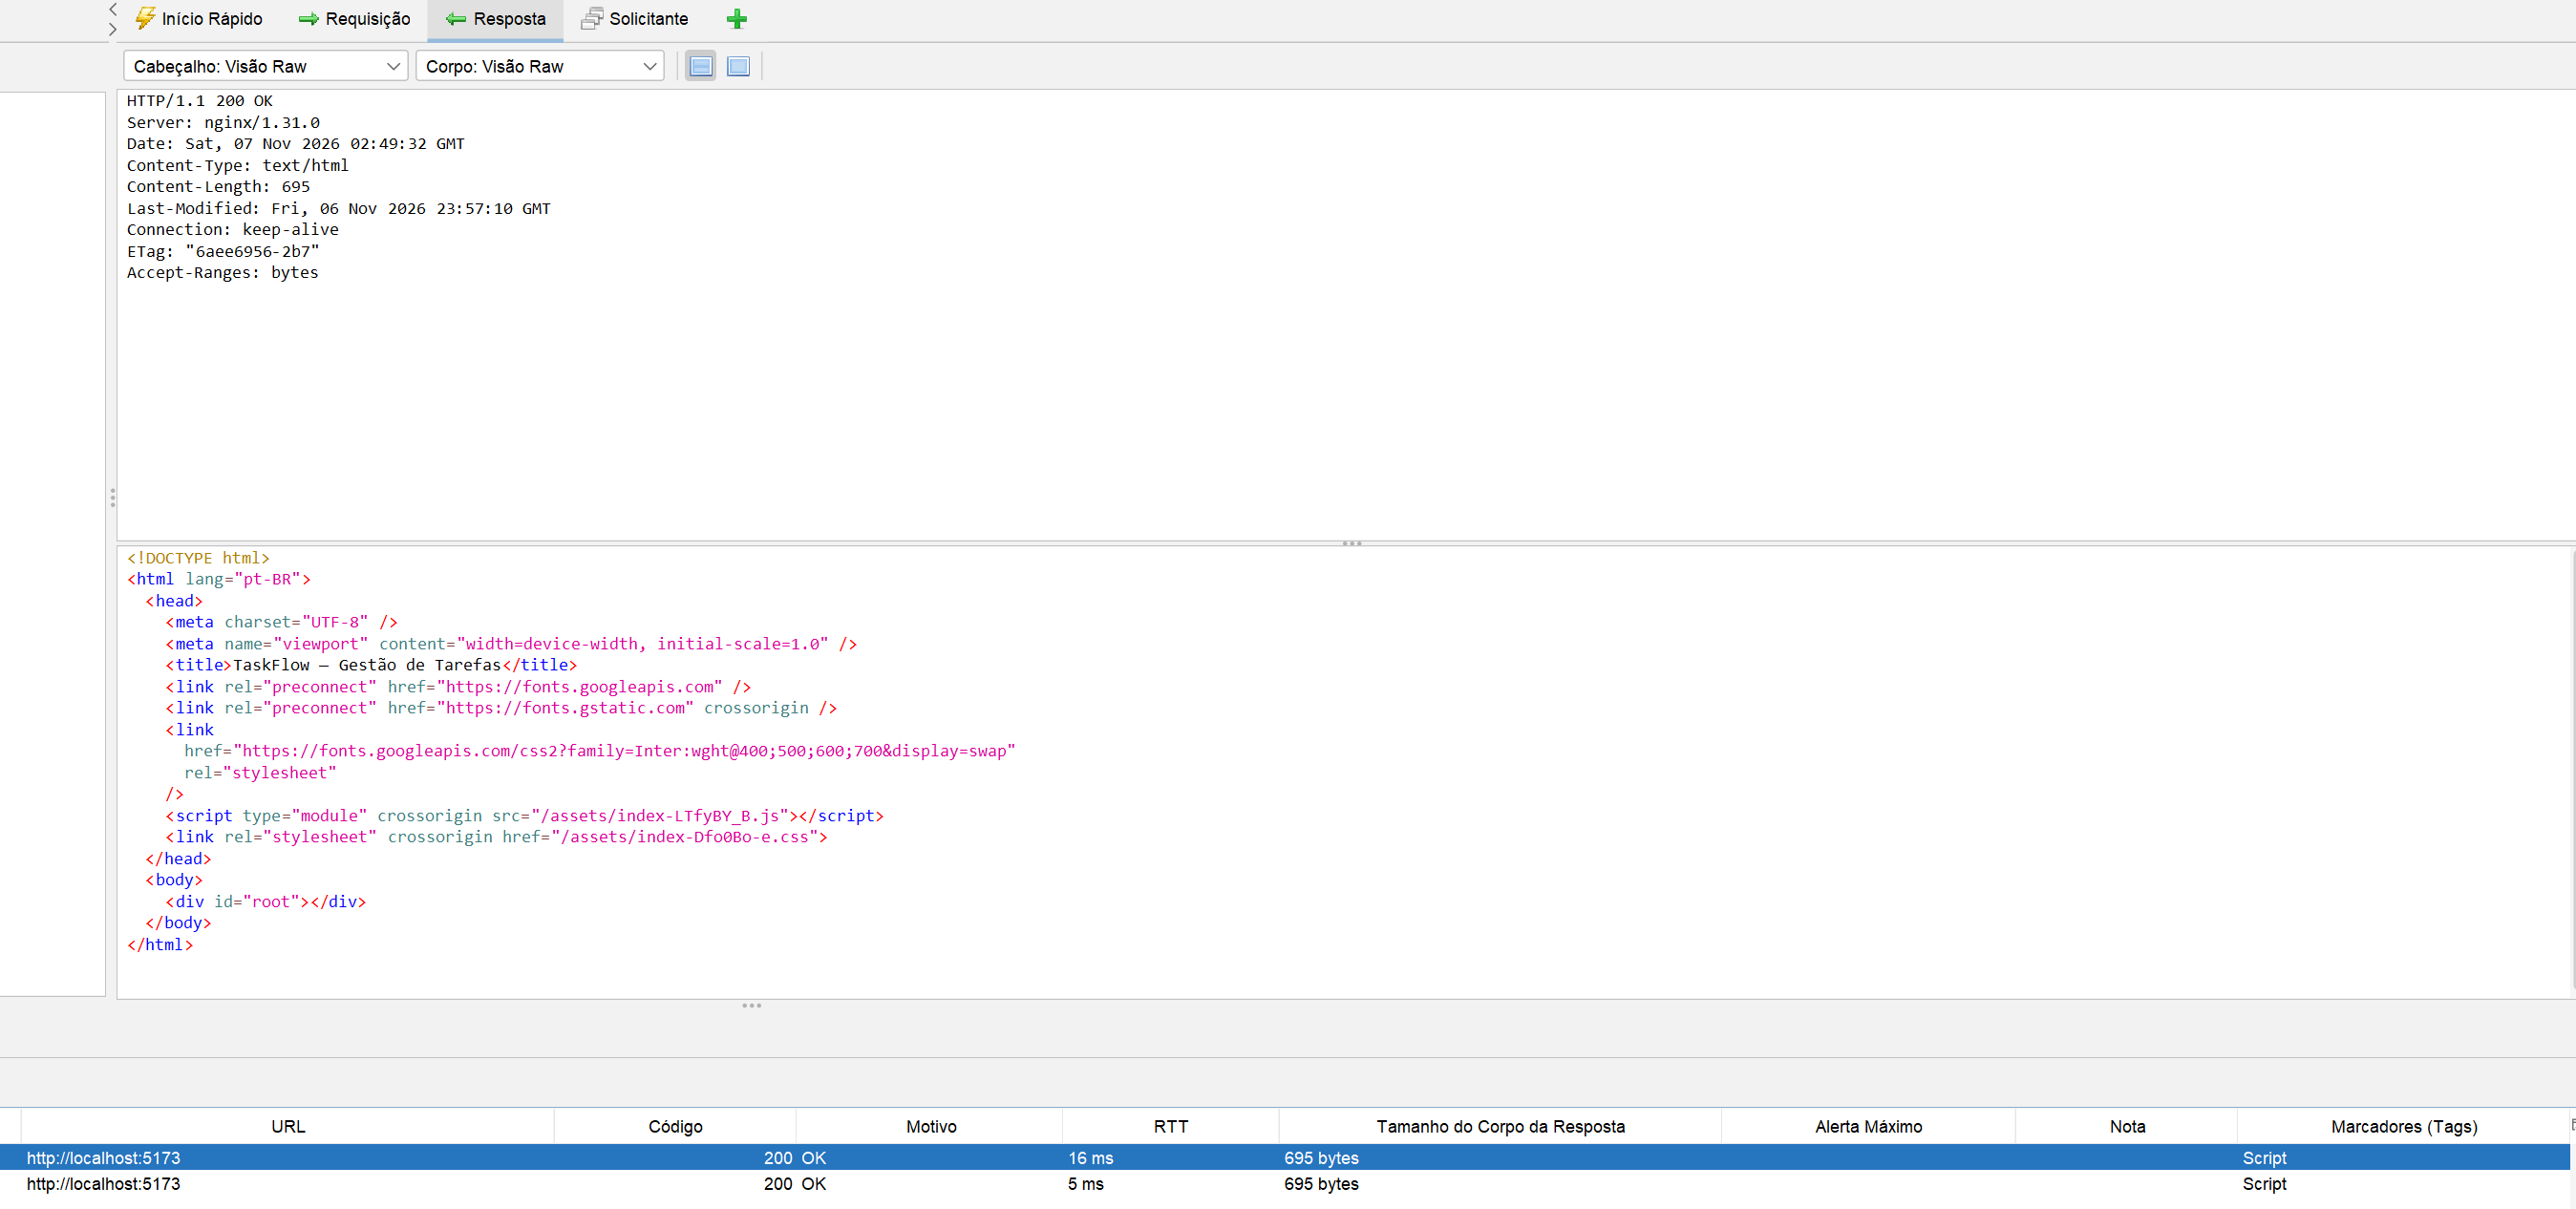 Início Rápido Requisição Resposta Solicitante
Cabeçalho: Visão Raw Corpo: Visão Raw
HTTP/1.1 200 OK
Server: nginx/1.31.0
Date: Sat, 07 Nov 2026 02:49:32 GMT
Content-Type: text/html
Content-Length: 695
Last-Modified: Fri, 06 Nov 2026 23:57:10 GMT
Connection: keep-alive
ETag: "6aee6956-2b7"
Accept-Ranges: bytes
<!DOCTYPE html>
<html lang="pt-BR">
  <head>
    <meta charset="UTF-8" />
    <meta name="viewport" content="width=device-width, initial-scale=1.0" />
    <title>TaskFlow — Gestão de Tarefas</title>
    <link rel="preconnect" href="https://fonts.googleapis.com" />
    <link rel="preconnect" href="https://fonts.gstatic.com" crossorigin />
    <link
      href="https://fonts.googleapis.com/css2?family=Inter:wght@400;500;600;700&display=swap"
      rel="stylesheet"
    />
    <script type="module" crossorigin src="/assets/index-LTfyBY_B.js"></script>
    <link rel="stylesheet" crossorigin href="/assets/index-Dfo0Bo-e.css">
  </head>
  <body>
    <div id="root"></div>
  </body>
</html>
URL Código Motivo RTT Tamanho do Corpo da Resposta Alerta Máximo Nota Marcadores (Tags)
http://localhost:5173 200 OK 16 ms 695 bytes Script
http://localhost:5173 200 OK 5 ms 695 bytes Script